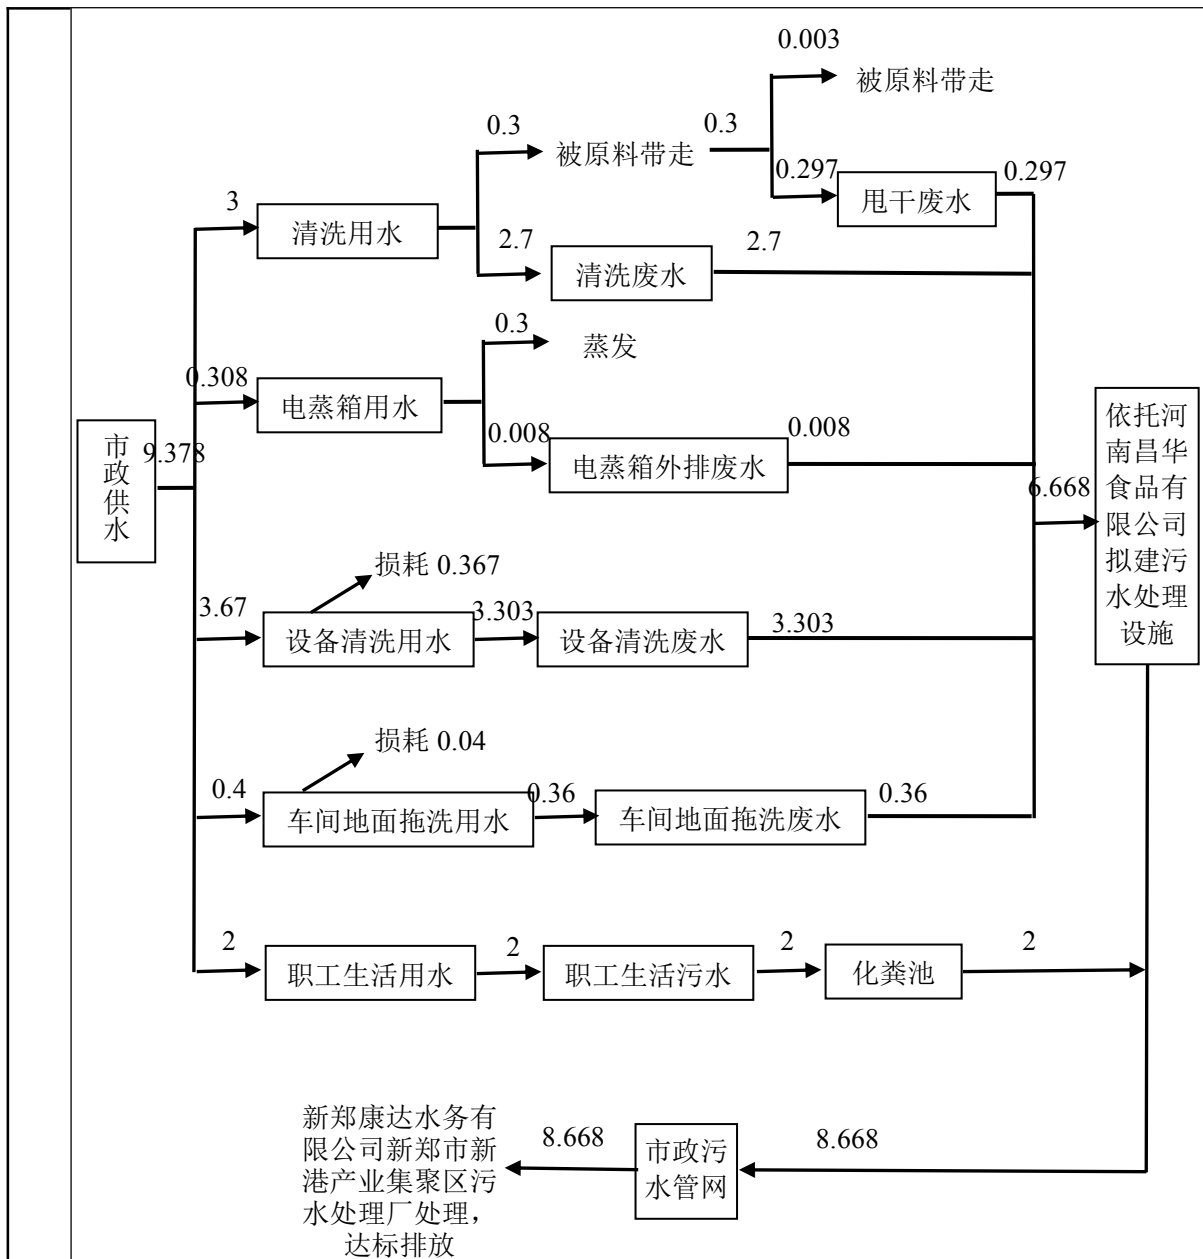 0.003
被原料带走
0.3
被原料带走
0.3
0.297
甩干废水
0.297
3
清洗用水
2.7
清洗废水
2.7
0.3
蒸发
0.308
电蒸箱用水
0.008
电蒸箱外排废水
0.008
市
政
供
水
9.378
6.668
依托河
南昌华
食品有
限公司
拟建污
水处理
设施
损耗 0.367
3.67
设备清洗用水
3.303
设备清洗废水
3.303
损耗 0.04
0.4
车间地面拖洗用水
0.36
车间地面拖洗废水
0.36
2
职工生活用水
2
职工生活污水
2
化粪池
2
新郑康达水务有
限公司新郑市新
港产业集聚区污
水处理厂处理，
达标排放
8.668
市政污
水管网
8.668